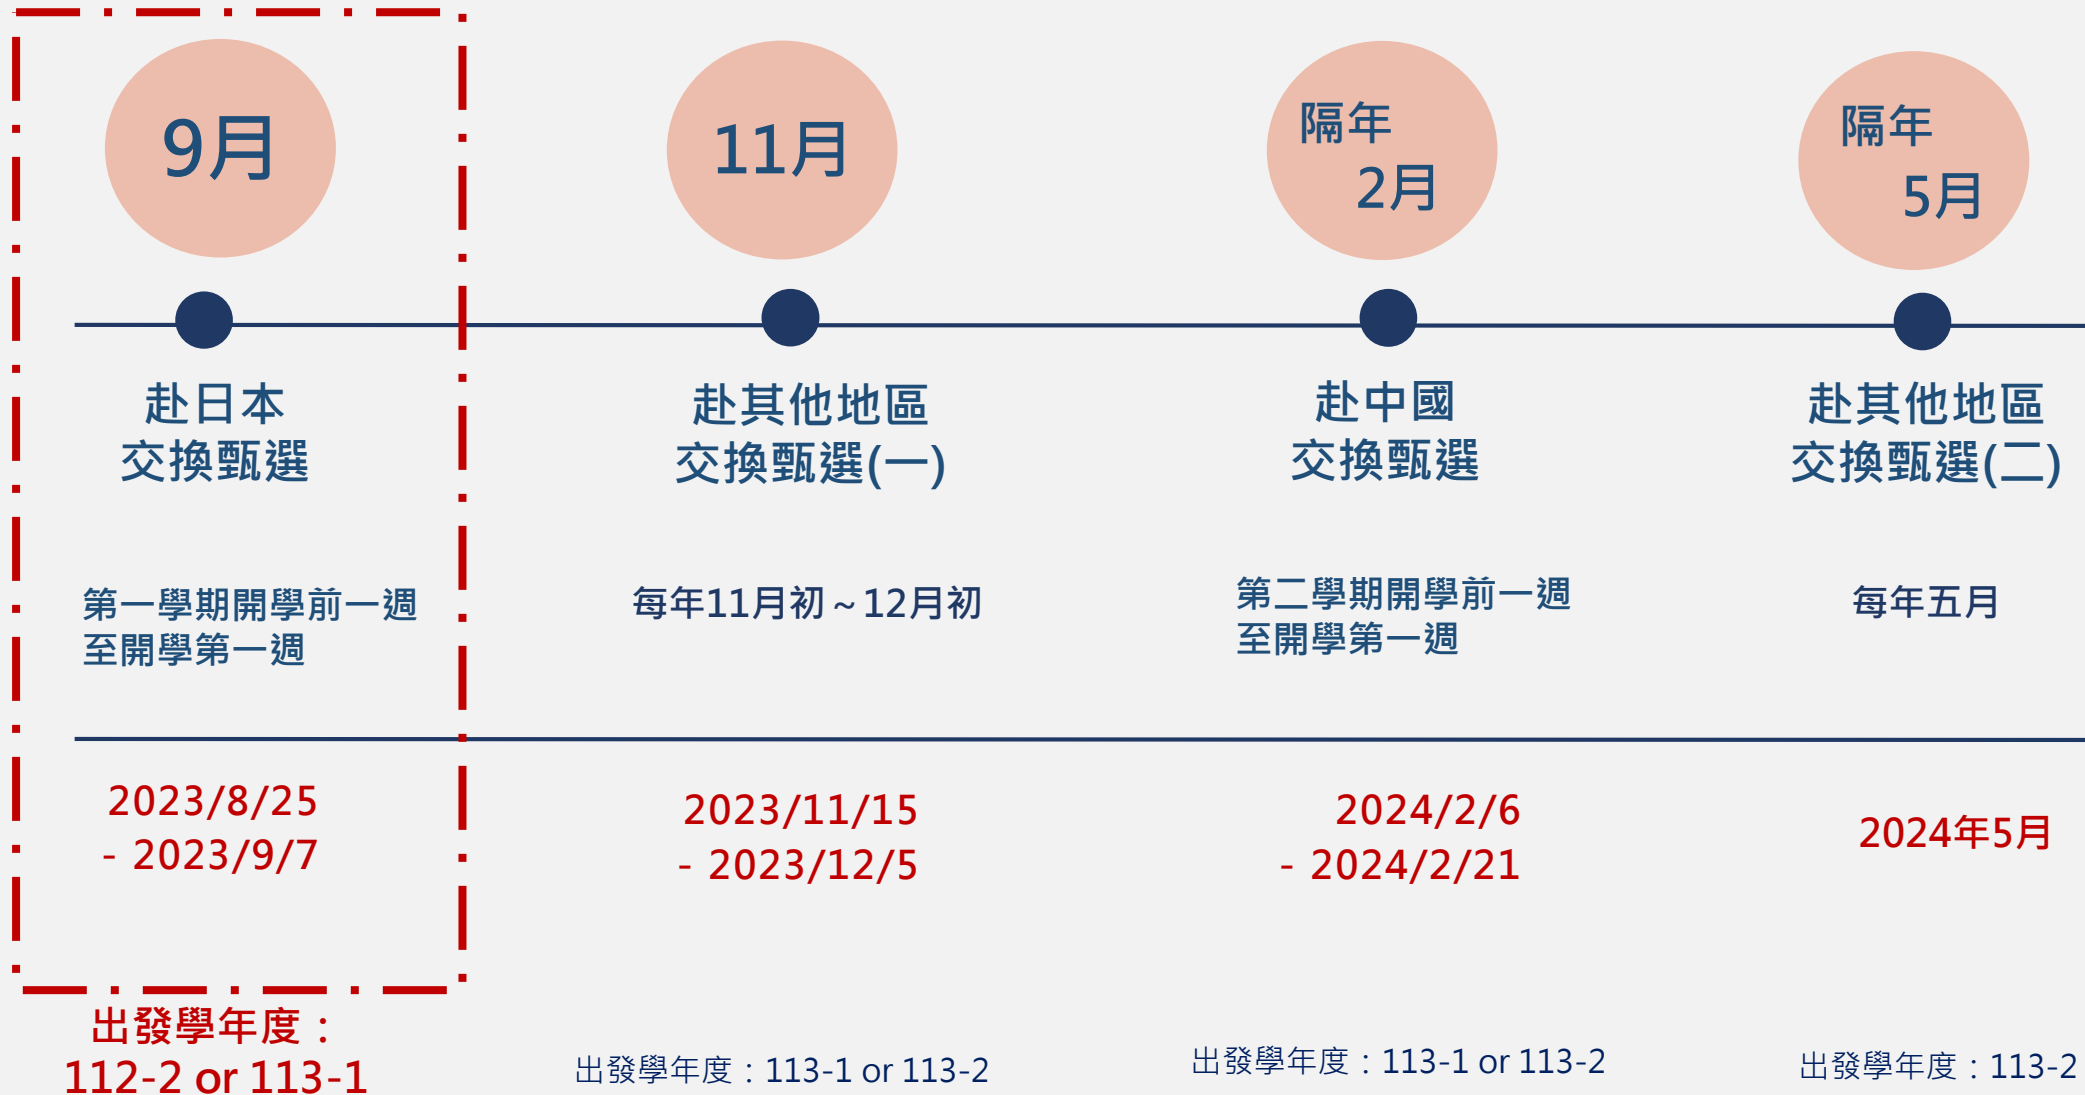 9月
赴日本
交換甄選
第一學期開學前一週
至開學第一週
2023/8/25
- 2023/9/7
出發學年度：
112-2 or 113-1
11月
赴其他地區
交換甄選(一)
每年11月初～12月初
2023/11/15
- 2023/12/5
出發學年度：113-1 or 113-2
隔年
2月
赴中國
交換甄選
第二學期開學前一週
至開學第一週
2024/2/6
- 2024/2/21
出發學年度：113-1 or 113-2
隔年
5月
赴其他地區
交換甄選(二)
每年五月
2024年5月
出發學年度：113-2